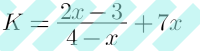 K = \frac{2x - 3}{4 - x} + 7x